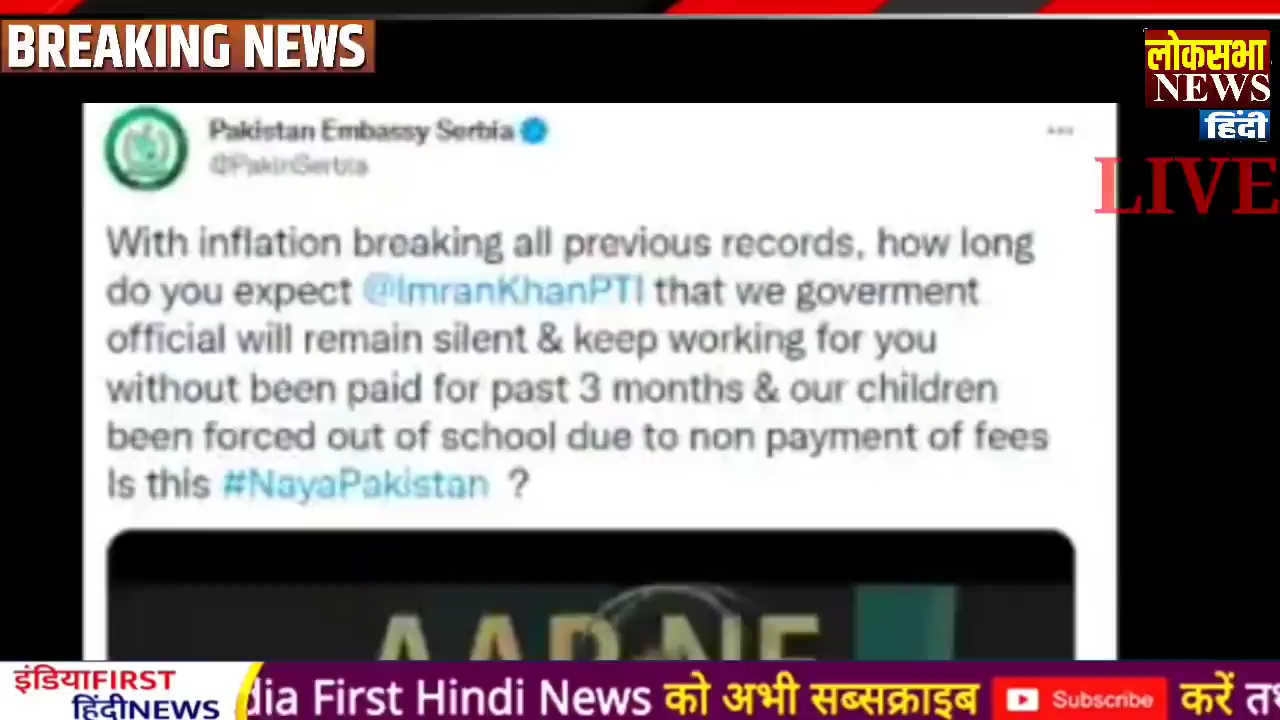 BREAKING NEWS
लोकसभा
NEWS
हिंदी
LIVE
Pakistan Embassy Serbia
@PakinSerbia
With inflation breaking all previous records, how long
do you expect @ImranKhanPTI that we goverment
official will remain silent & keep working for you
without been paid for past 3 months & our children
been forced out of school due to non payment of fees
Is this #NayaPakistan ?
AAP NE
इंडियाFIRST
हिंदीNEWS
dia First Hindi News को अभी सब्सक्राइब Subscribe करें